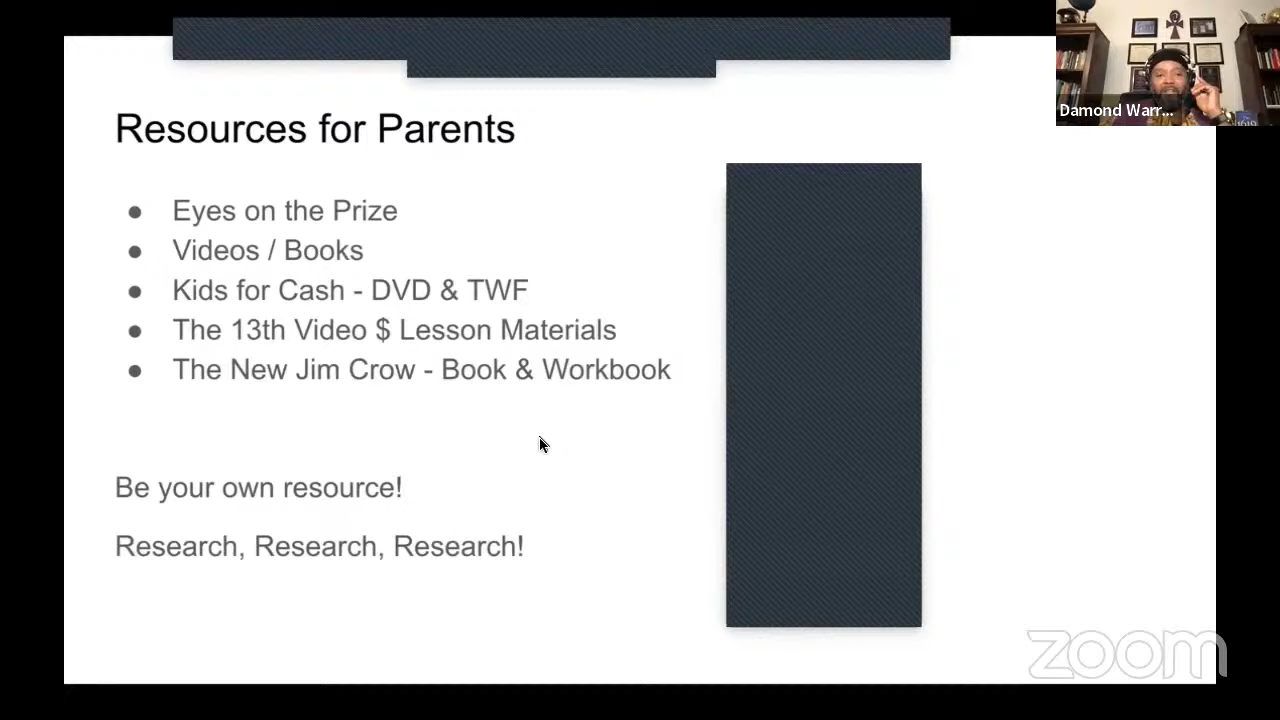 Damond Warr...
Resources for Parents
● Eyes on the Prize
● Videos / Books
● Kids for Cash - DVD & TWF
● The 13th Video $ Lesson Materials
● The New Jim Crow - Book & Workbook
Be your own resource!
Research, Research, Research!
1619
zoom